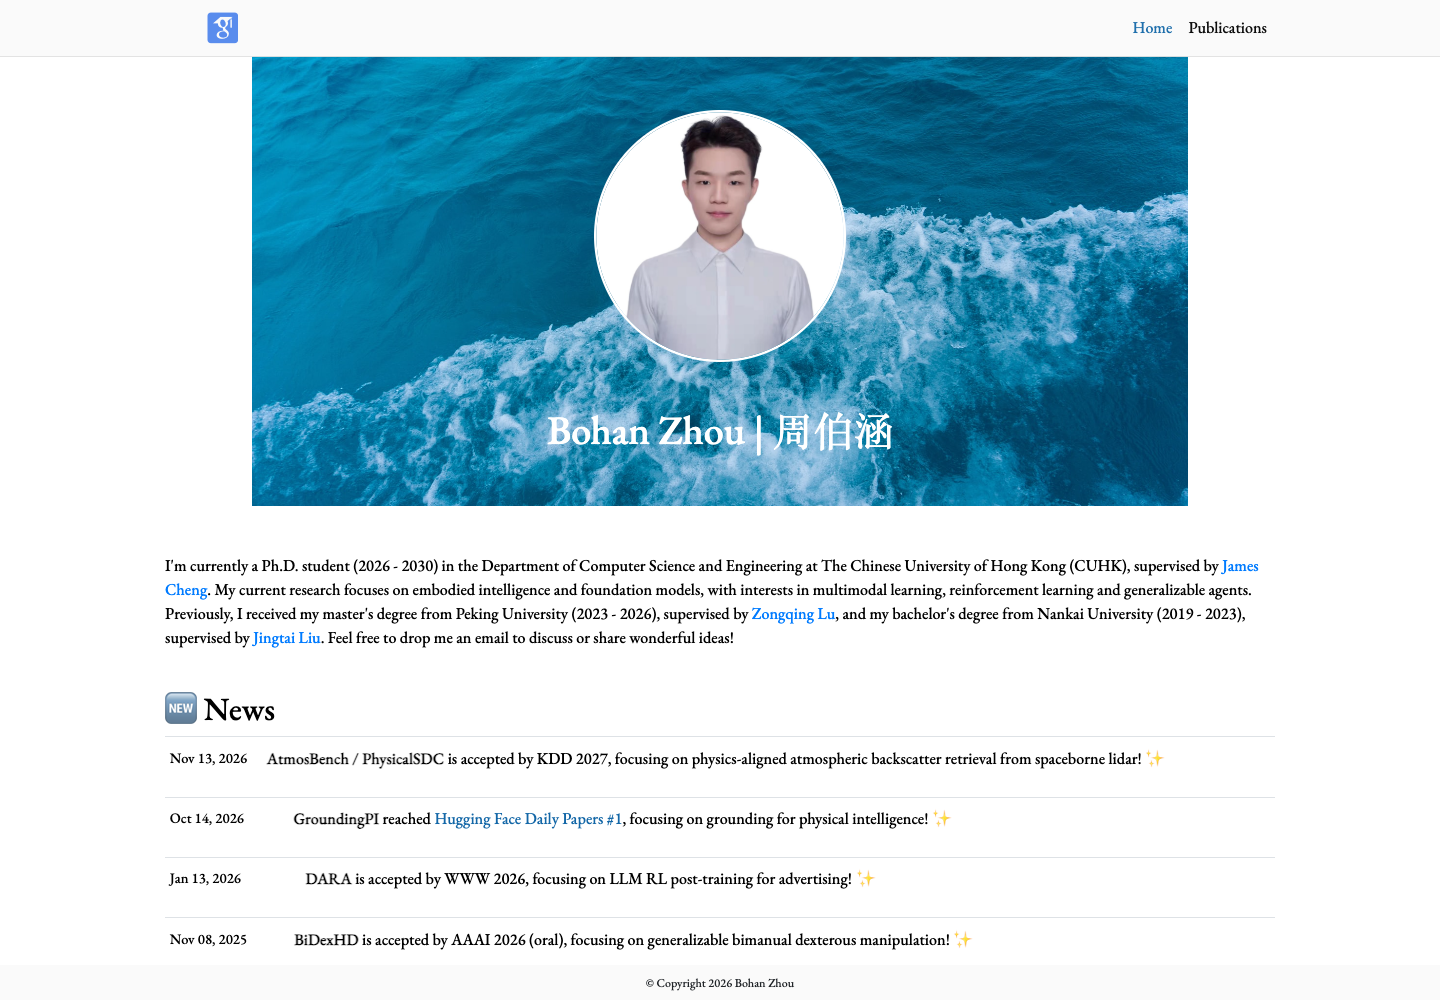 Home Publications
Bohan Zhou | 周伯涵
I'm currently a Ph.D. student (2026 - 2030) in the Department of Computer Science and Engineering at The Chinese University of Hong Kong (CUHK), supervised by James
Cheng. My current research focuses on embodied intelligence and foundation models, with interests in multimodal learning, reinforcement learning and generalizable agents.
Previously, I received my master's degree from Peking University (2023 - 2026), supervised by Zongqing Lu, and my bachelor's degree from Nankai University (2019 - 2023),
supervised by Jingtai Liu. Feel free to drop me an email to discuss or share wonderful ideas!
🆕 News
Nov 13, 2026 AtmosBench / PhysicalSDC is accepted by KDD 2027, focusing on physics-aligned atmospheric backscatter retrieval from spaceborne lidar! ✨
Oct 14, 2026 GroundingPI reached Hugging Face Daily Papers #1, focusing on grounding for physical intelligence! ✨
Jan 13, 2026 DARA is accepted by WWW 2026, focusing on LLM RL post-training for advertising! ✨
Nov 08, 2025 BiDexHD is accepted by AAAI 2026 (oral), focusing on generalizable bimanual dexterous manipulation! ✨
© Copyright 2026 Bohan Zhou